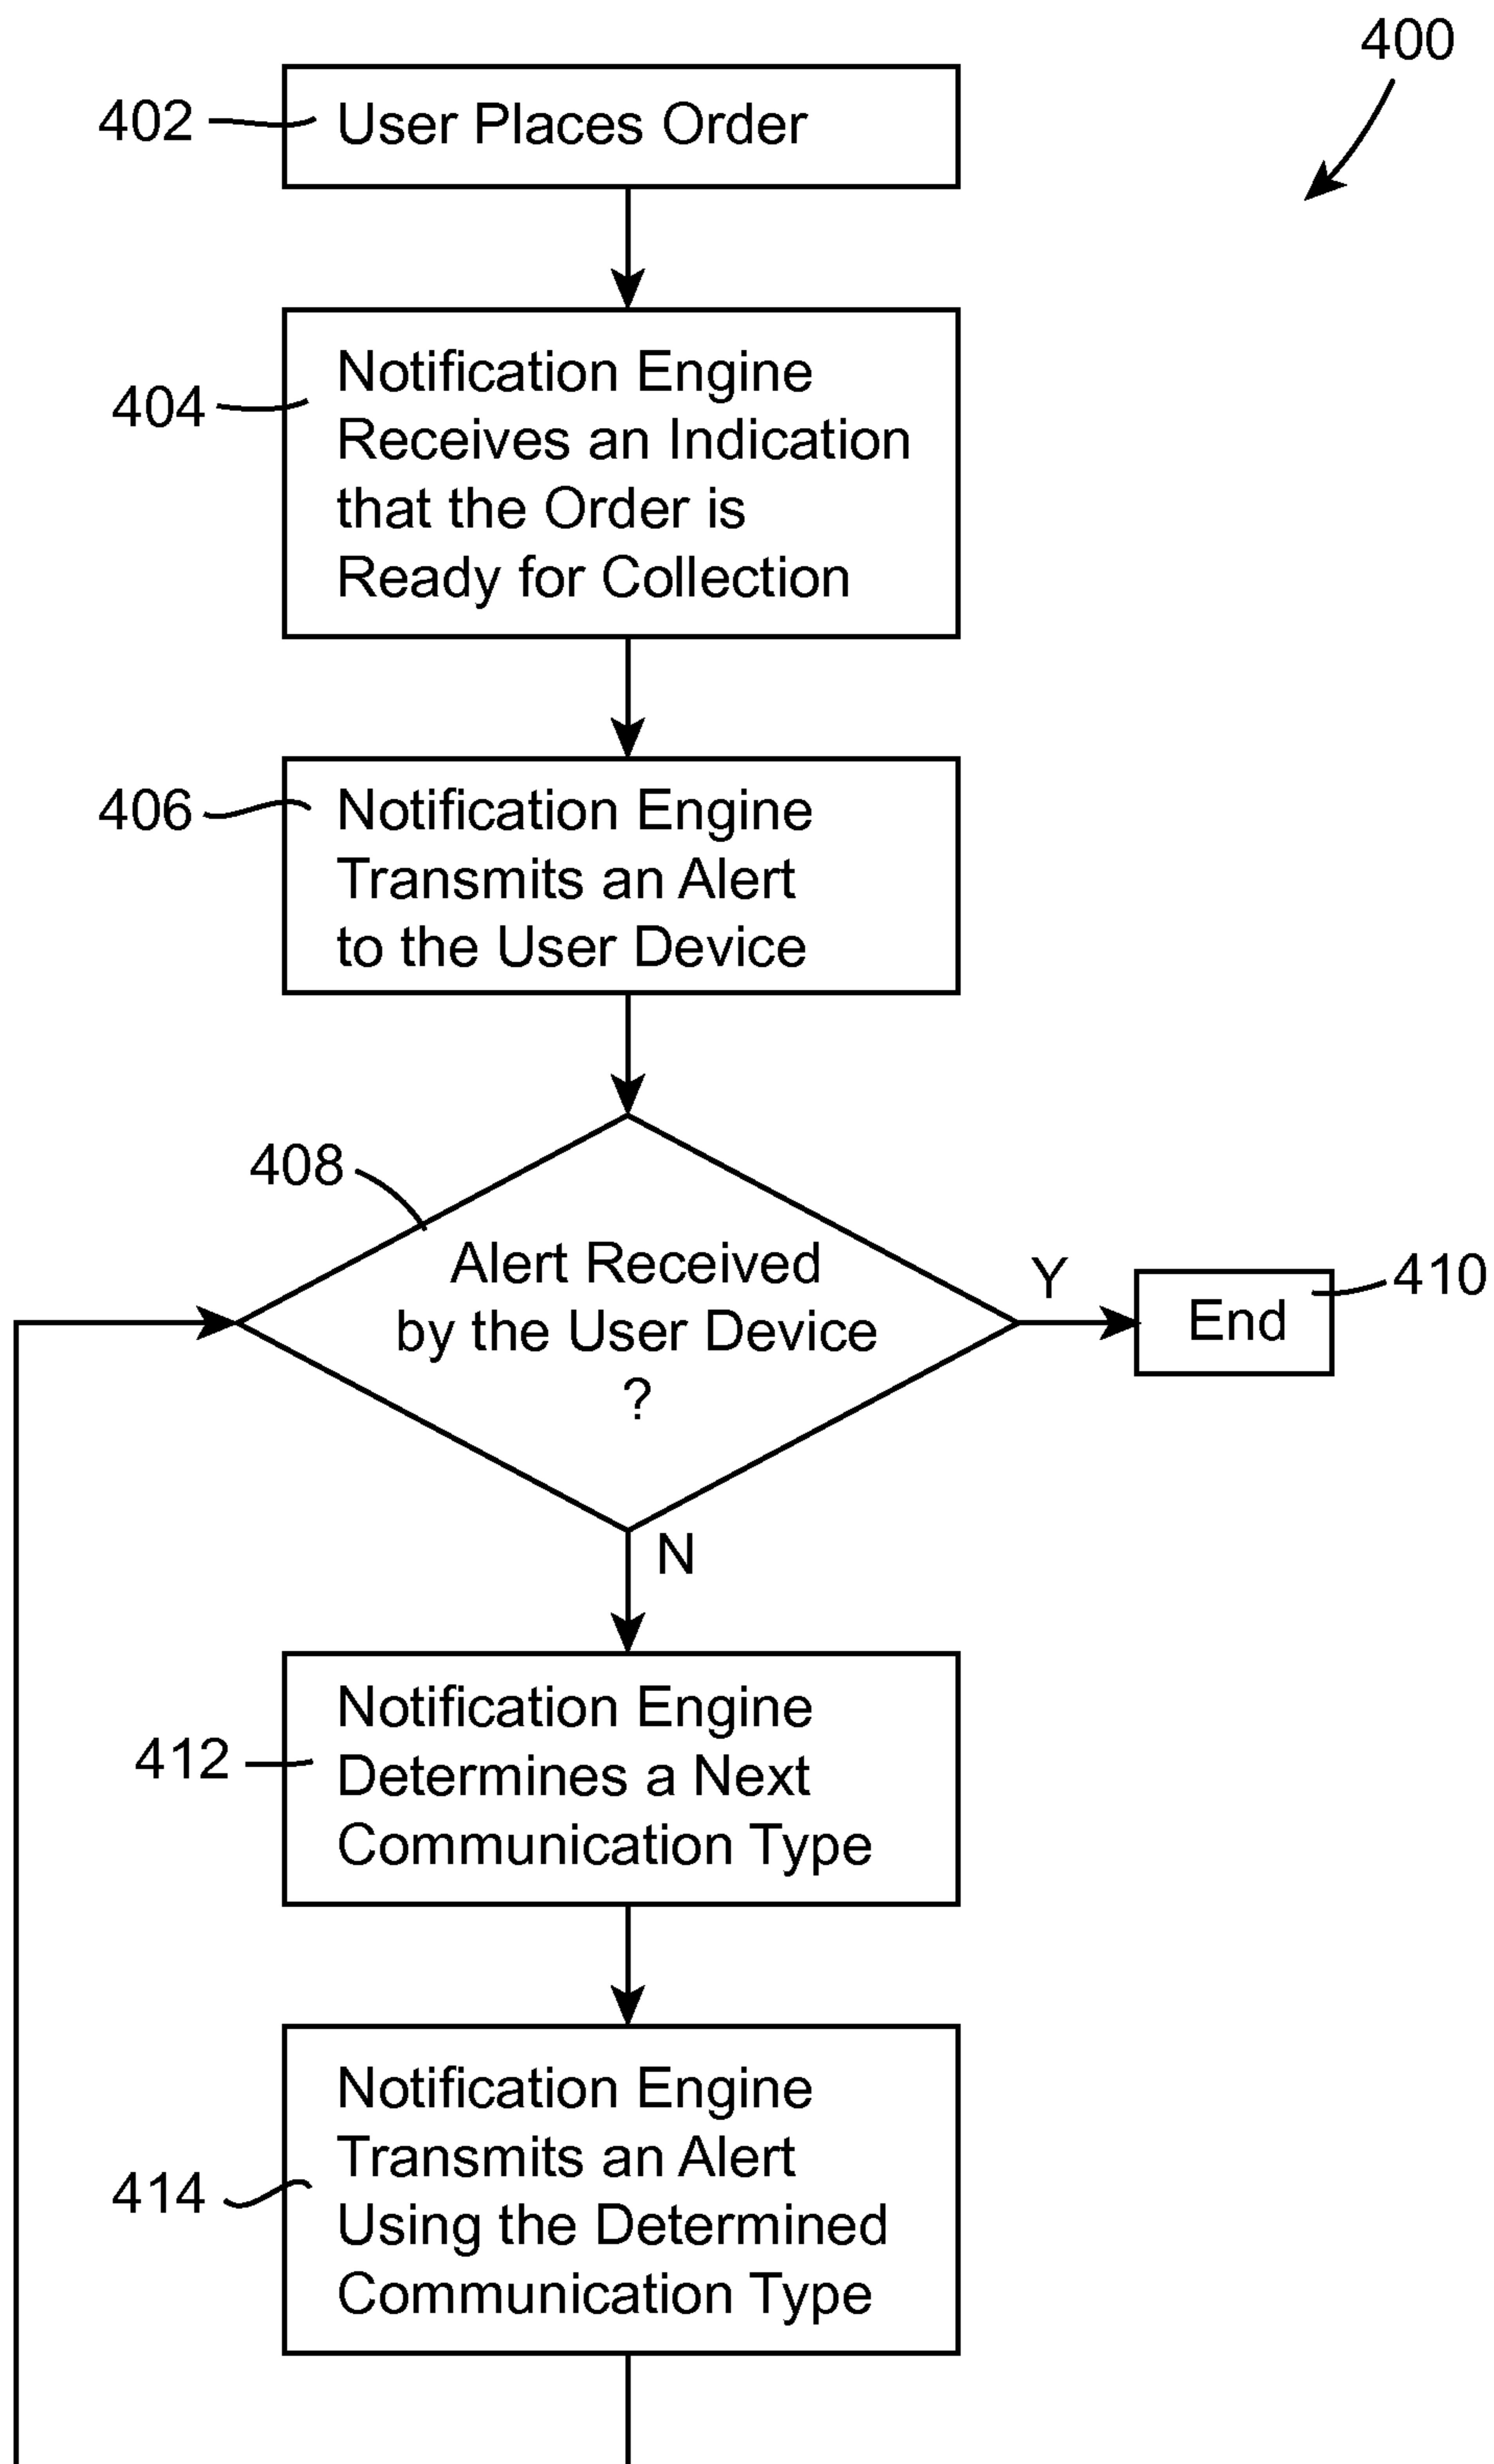 400
402
User Places Order
404
Notification Engine
Receives an Indication
that the Order is
Ready for Collection
406
Notification Engine
Transmits an Alert
to the User Device
408
Alert Received
by the User Device
?
Y
End
410
N
412
Notification Engine
Determines a Next
Communication Type
414
Notification Engine
Transmits an Alert
Using the Determined
Communication Type